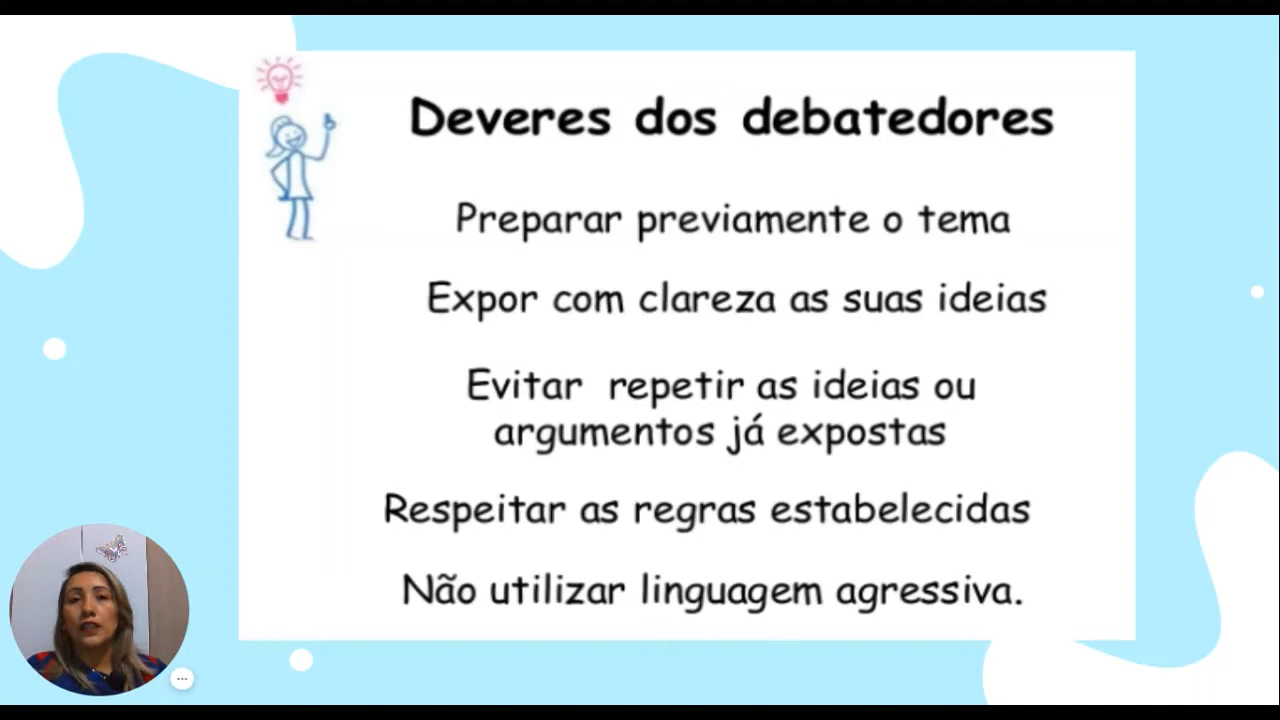 Deveres dos debatedores
Preparar previamente o tema
Expor com clareza as suas ideias
Evitar repetir as ideias ou
argumentos já expostas
Respeitar as regras estabelecidas
Não utilizar linguagem agressiva.